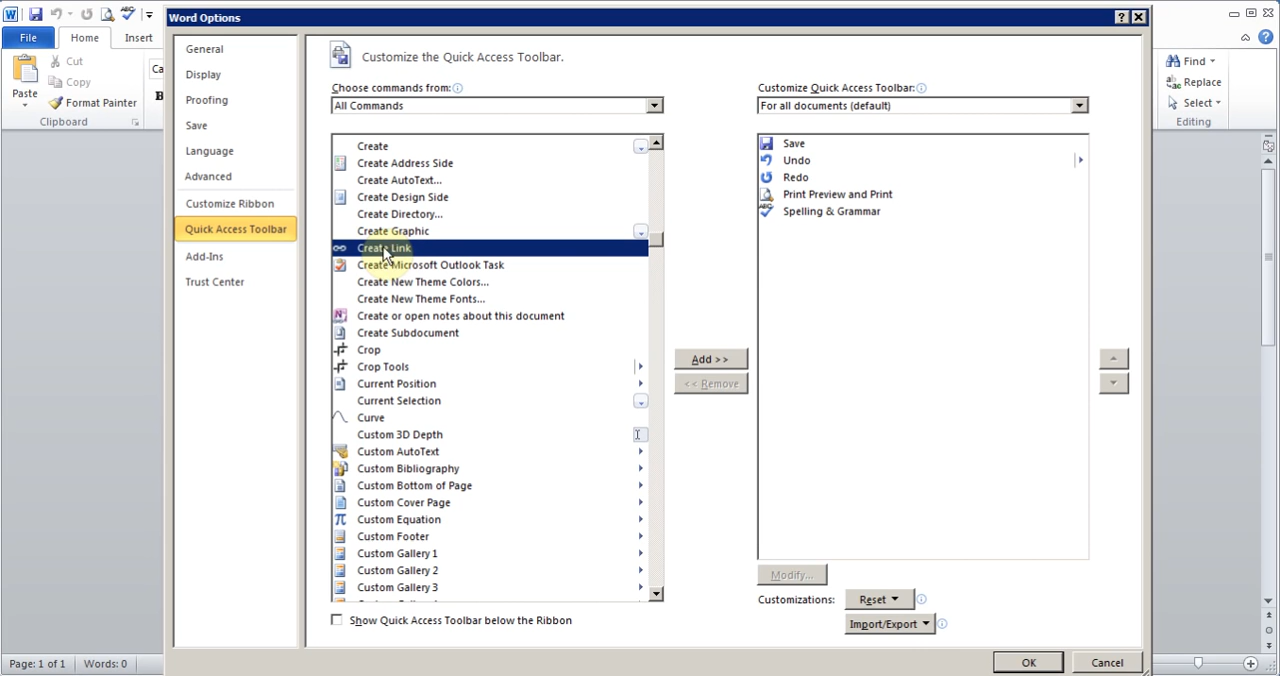 Word Options
File
Home
Insert
Cut
Ca
Copy
Paste
Format Painter
B
Clipboard
General
Display
Proofing
Save
Language
Advanced
Customize Ribbon
Quick Access Toolbar
Add-Ins
Trust Center
Customize the Quick Access Toolbar.
Choose commands from:
All Commands
Create
Create Address Side
Create AutoText...
Create Design Side
Create Directory...
Create Graphic
Create Link
Create Microsoft Outlook Task
Create New Theme Colors...
Create New Theme Fonts...
Create or open notes about this document
Create Subdocument
Crop
Crop Tools
Current Position
Current Selection
Curve
Custom 3D Depth
Custom AutoText
Custom Bibliography
Custom Bottom of Page
Custom Cover Page
Custom Equation
Custom Footer
Custom Gallery 1
Custom Gallery 2
Custom Gallery 3
Show Quick Access Toolbar below the Ribbon
Add >>
<< Remove
Customize Quick Access Toolbar:
For all documents (default)
Save
Undo
Redo
Print Preview and Print
Spelling & Grammar
Modify...
Customizations:
Reset
Import/Export
OK
Cancel
Find
Replace
Select
Editing
Page: 1 of 1
Words: 0